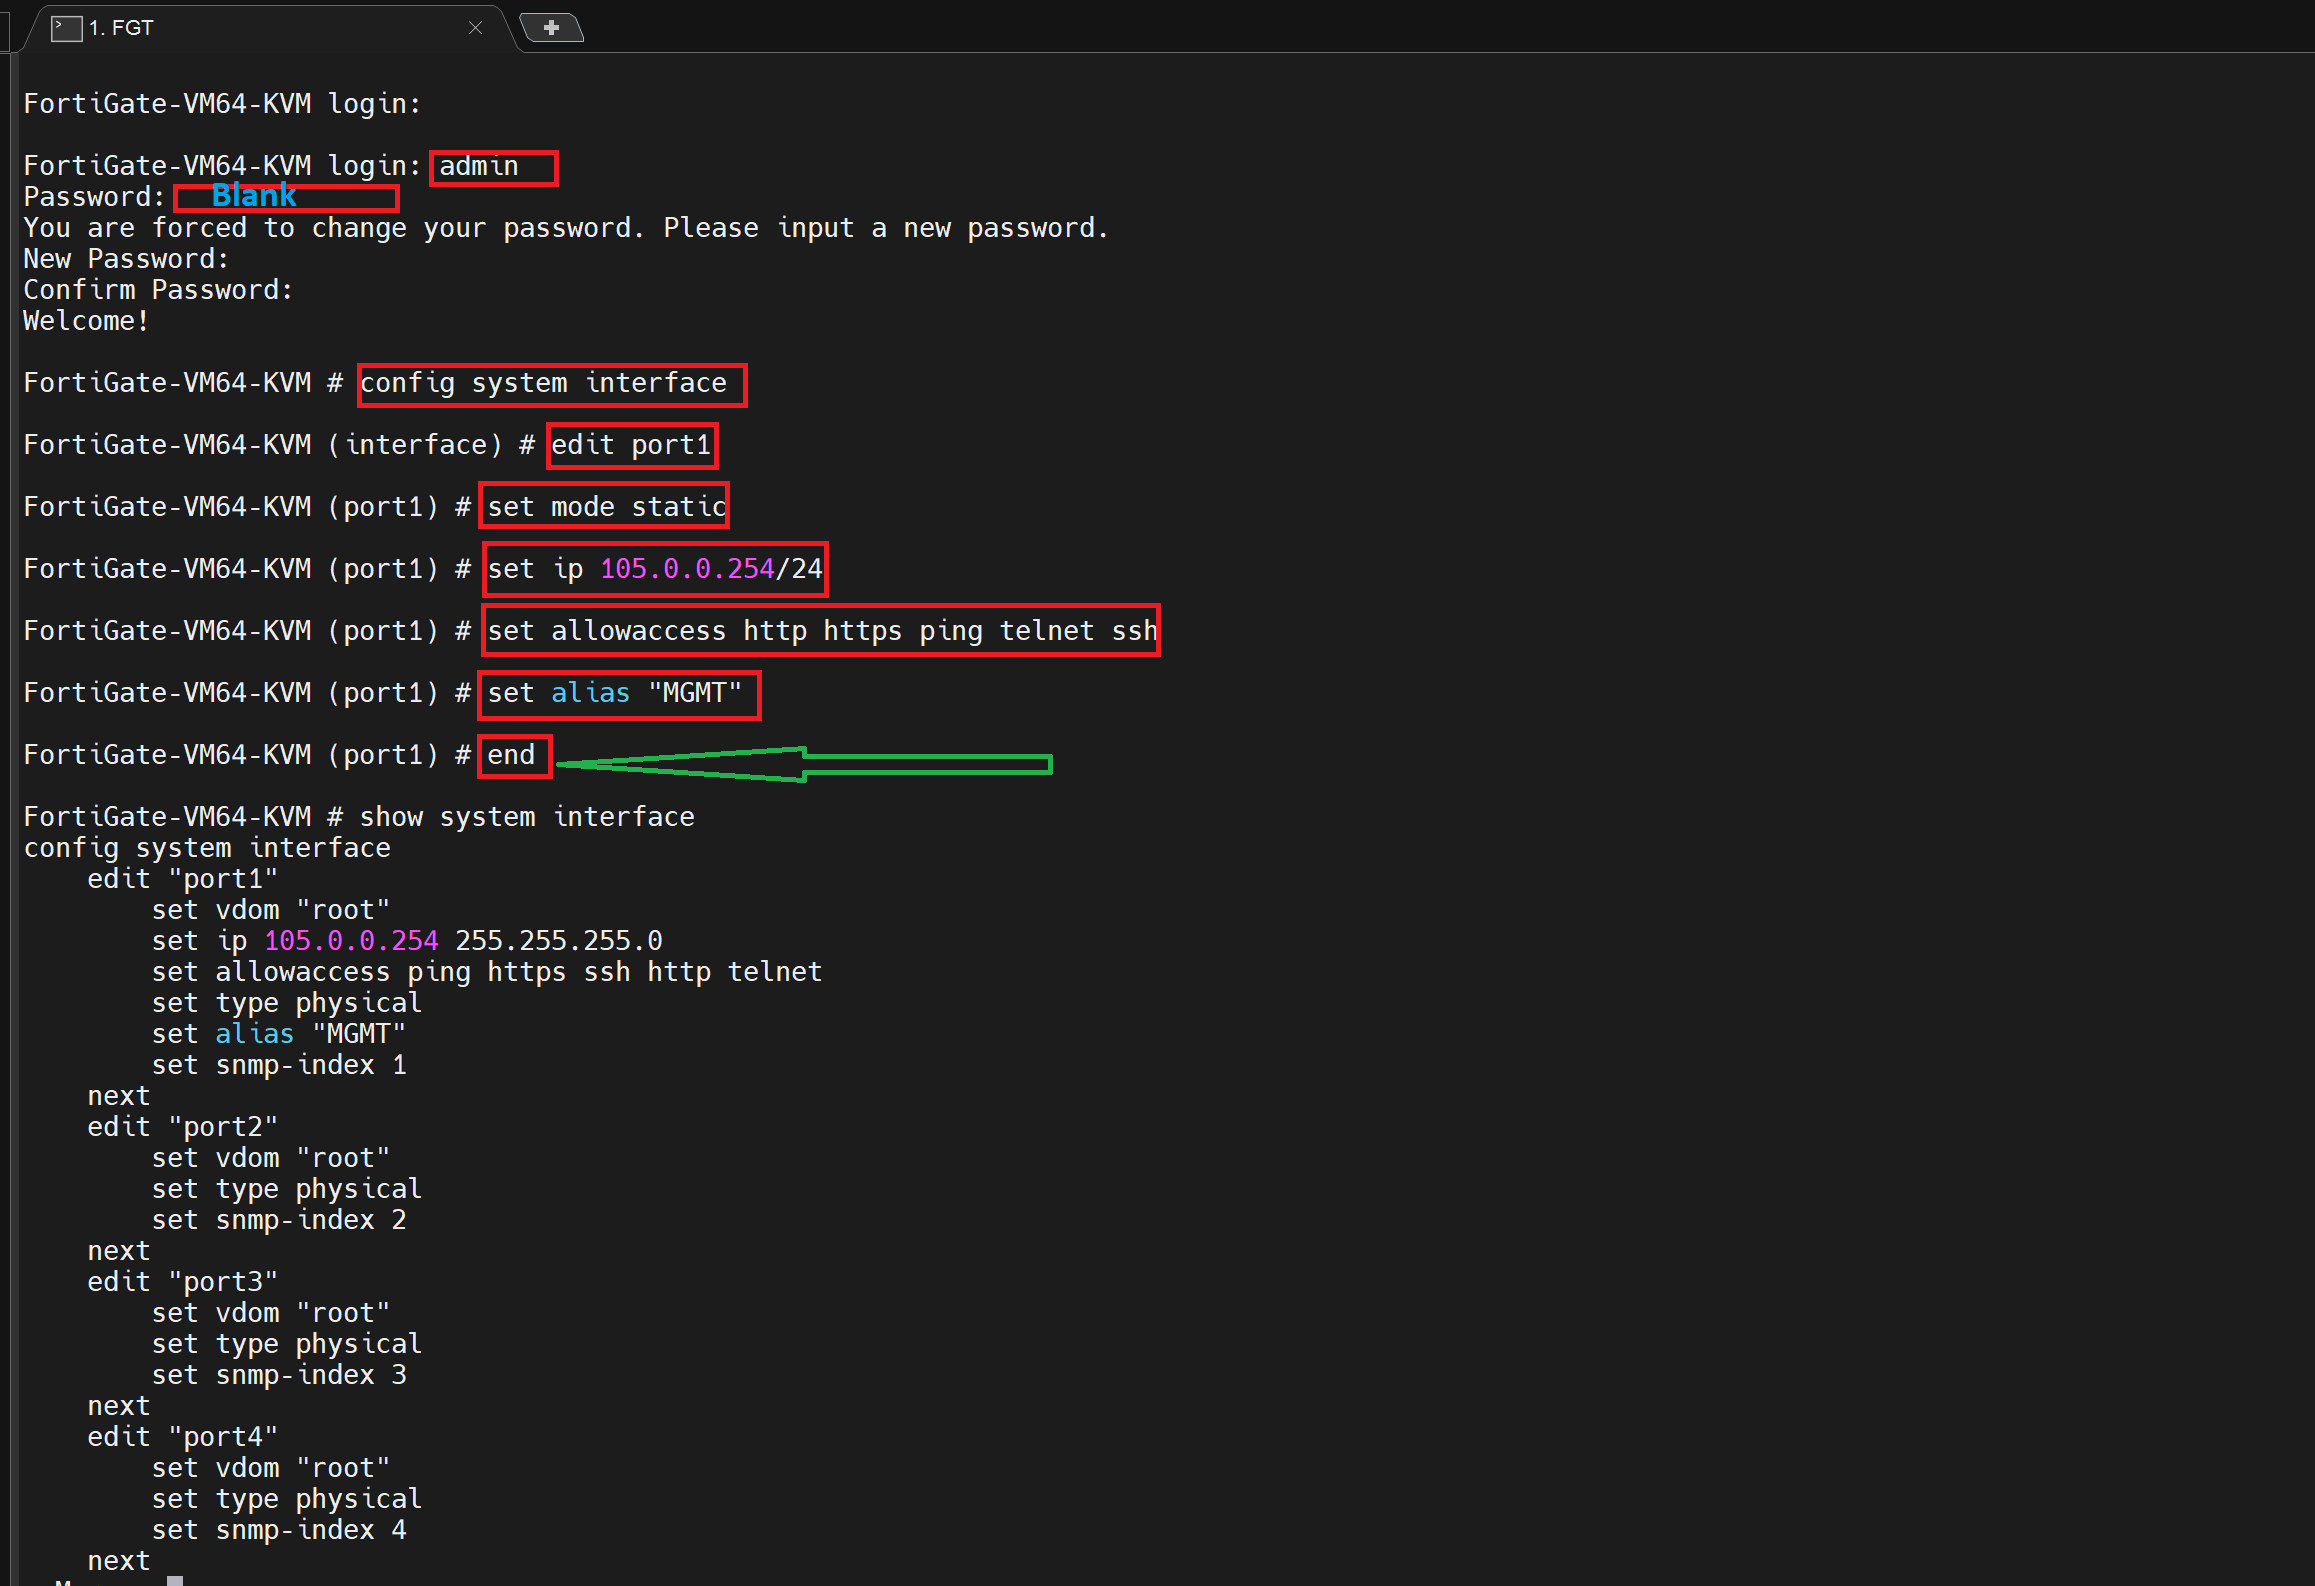 1. FGT
FortiGate-VM64-KVM login:
FortiGate-VM64-KVM login: admin
Password: Blank
You are forced to change your password. Please input a new password.
New Password:
Confirm Password:
Welcome!
FortiGate-VM64-KVM # config system interface
FortiGate-VM64-KVM (interface) # edit port1
FortiGate-VM64-KVM (port1) # set mode static
FortiGate-VM64-KVM (port1) # set ip 105.0.0.254/24
FortiGate-VM64-KVM (port1) # set allowaccess http https ping telnet ssh
FortiGate-VM64-KVM (port1) # set alias "MGMT"
FortiGate-VM64-KVM (port1) # end
FortiGate-VM64-KVM # show system interface
config system interface
    edit "port1"
        set vdom "root"
        set ip 105.0.0.254 255.255.255.0
        set allowaccess ping https ssh http telnet
        set type physical
        set alias "MGMT"
        set snmp-index 1
    next
    edit "port2"
        set vdom "root"
        set type physical
        set snmp-index 2
    next
    edit "port3"
        set vdom "root"
        set type physical
        set snmp-index 3
    next
    edit "port4"
        set vdom "root"
        set type physical
        set snmp-index 4
    next